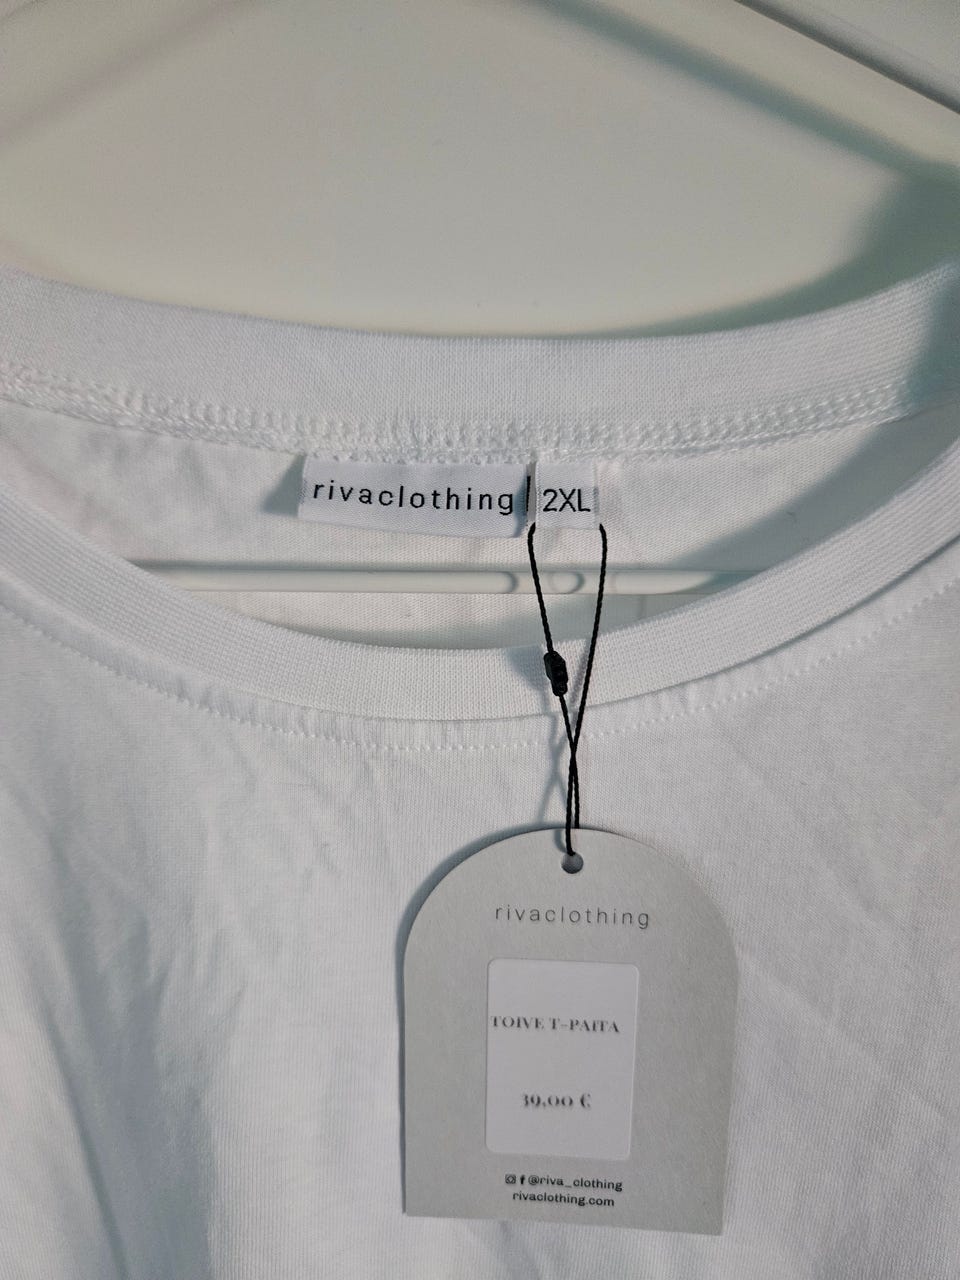 rivaclothing
2XL
rivaclothing
TOIVE T-PAITA
39,00 €
@riva_clothing
rivaclothing.com